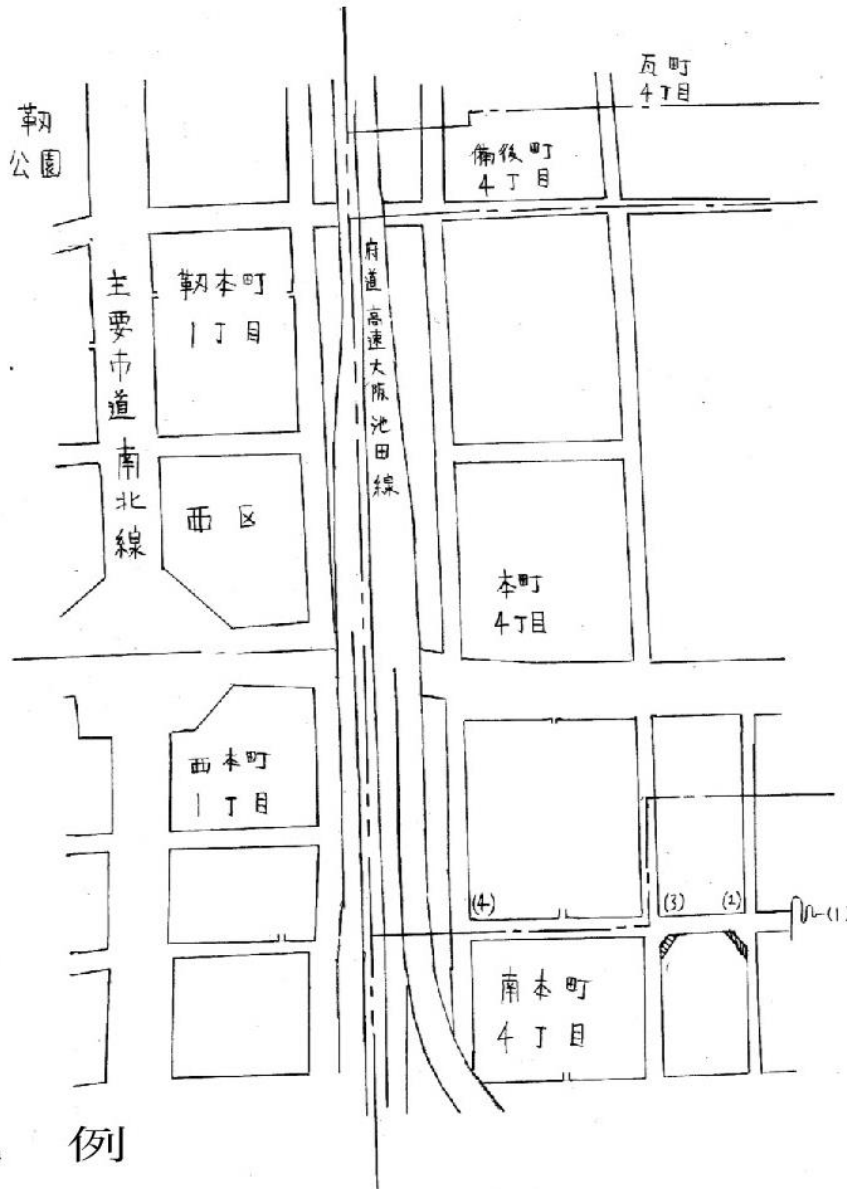 瓦町
4丁目
靱
公園
備後町
4丁目
主要市道南北線
靱本町
1丁目
府道高速大阪池田線
西区
本町
4丁目
西本町
1丁目
(4)
(3)
(2)
(1)
南本町
4丁目
例